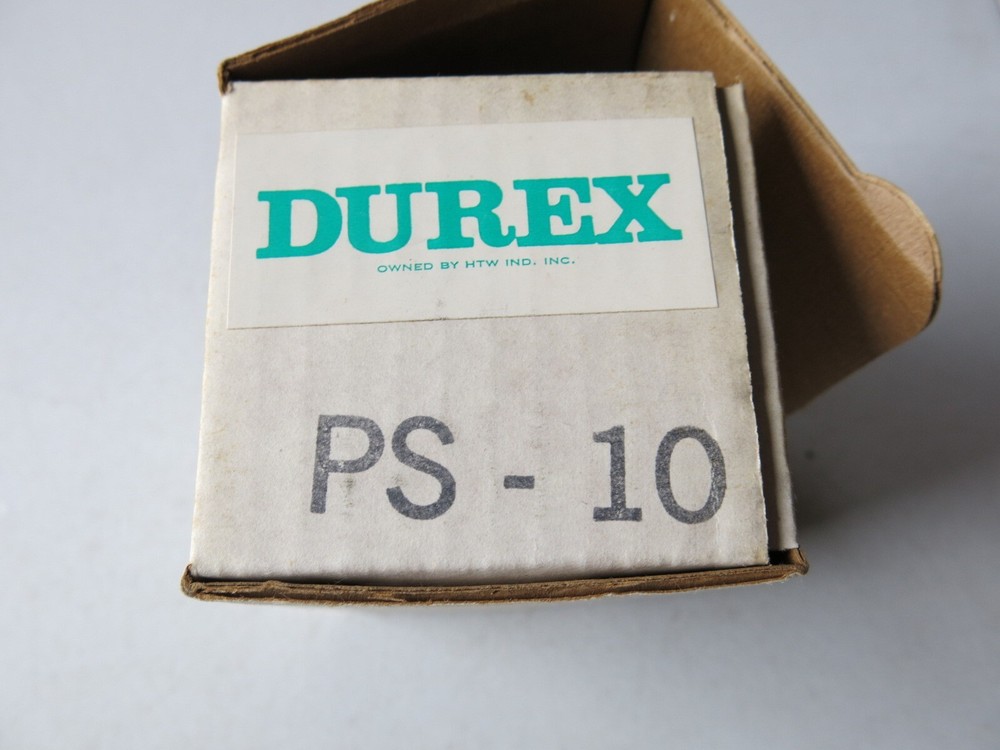 DUREX
OWNED BY HTW IND. INC.
PS - 10